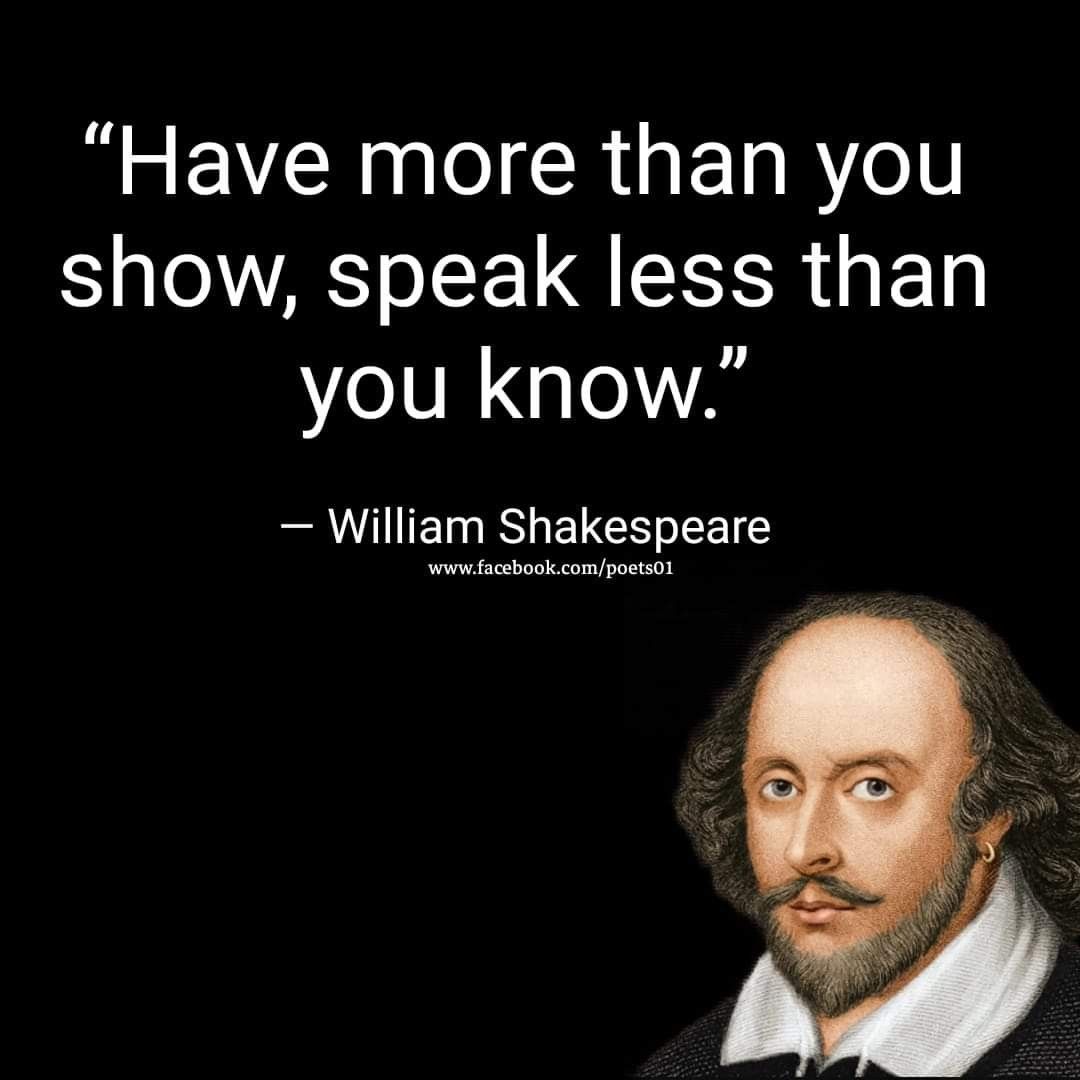 “Have more than you
show, speak less than
you know.”
— William Shakespeare
www.facebook.com/poets01